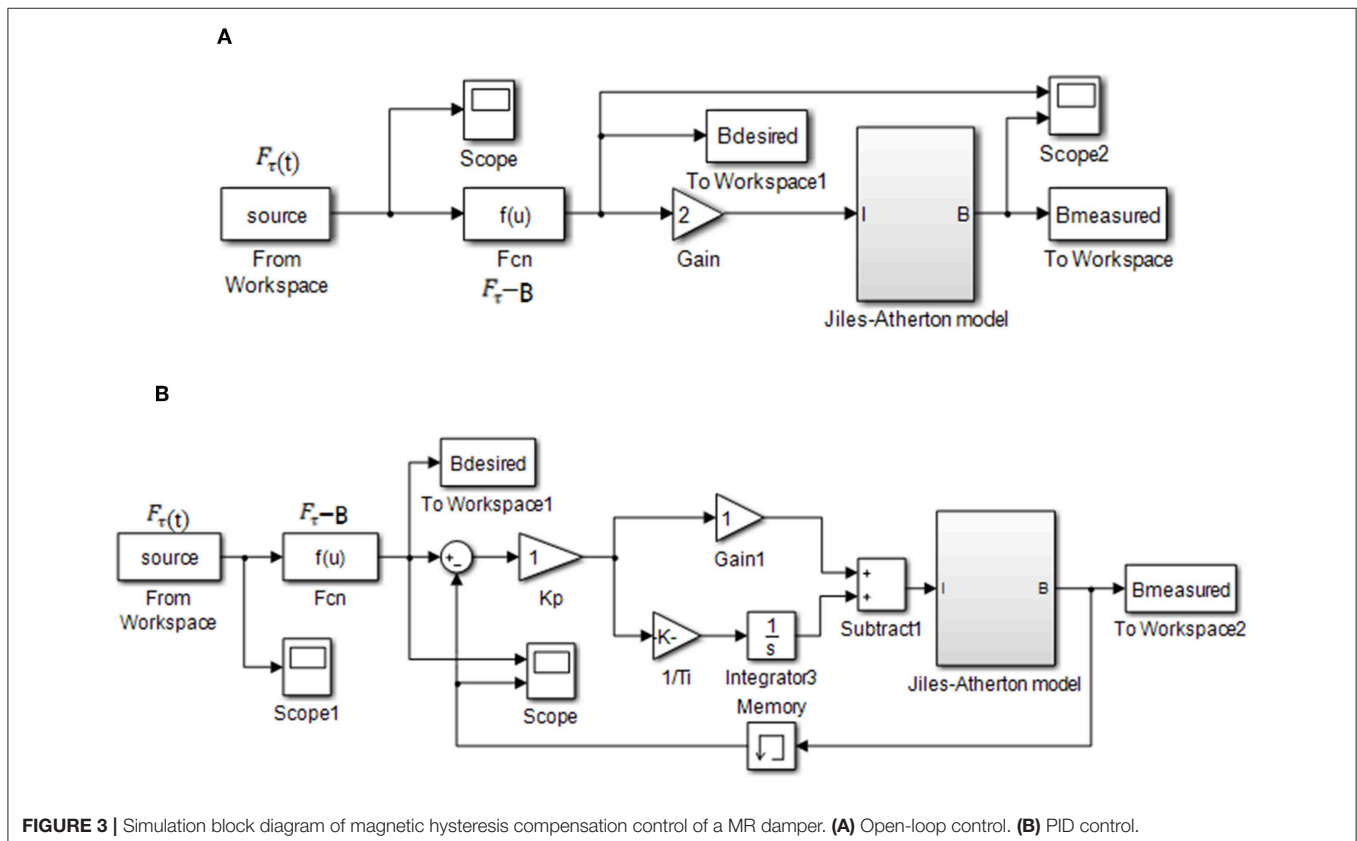 A
Scope
Fτ(t)
source
From
Workspace
f(u)
Fcn
Fτ−B
Bdesired
To Workspace1
2
Gain
I
B
Jiles-Atherton model
Scope2
Bmeasured
To Workspace
B
Fτ(t)
source
From
Workspace
Scope1
Fτ−B
f(u)
Fcn
Bdesired
To Workspace1
+
−
1
Kp
Scope
1
Gain1
-K-
1/Ti
1
s
Integrator3
Memory
+
+
Subtract1
I
B
Jiles-Atherton model
Bmeasured
To Workspace2
FIGURE 3 | Simulation block diagram of magnetic hysteresis compensation control of a MR damper. (A) Open-loop control. (B) PID control.